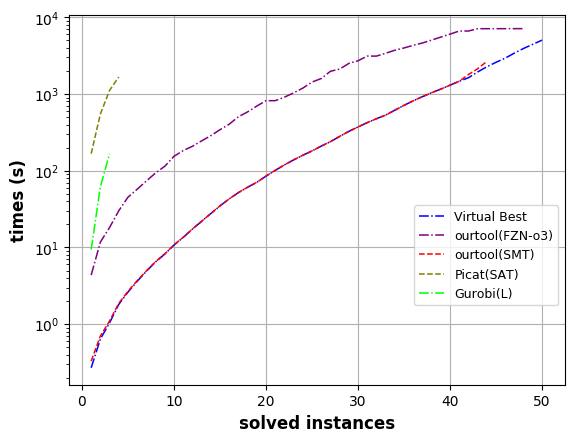 10^4
10^3
10^2
10^1
10^0
times (s)
Virtual Best
ourtool(FZN-o3)
ourtool(SMT)
Picat(SAT)
Gurobi(L)
0 10 20 30 40 50
solved instances